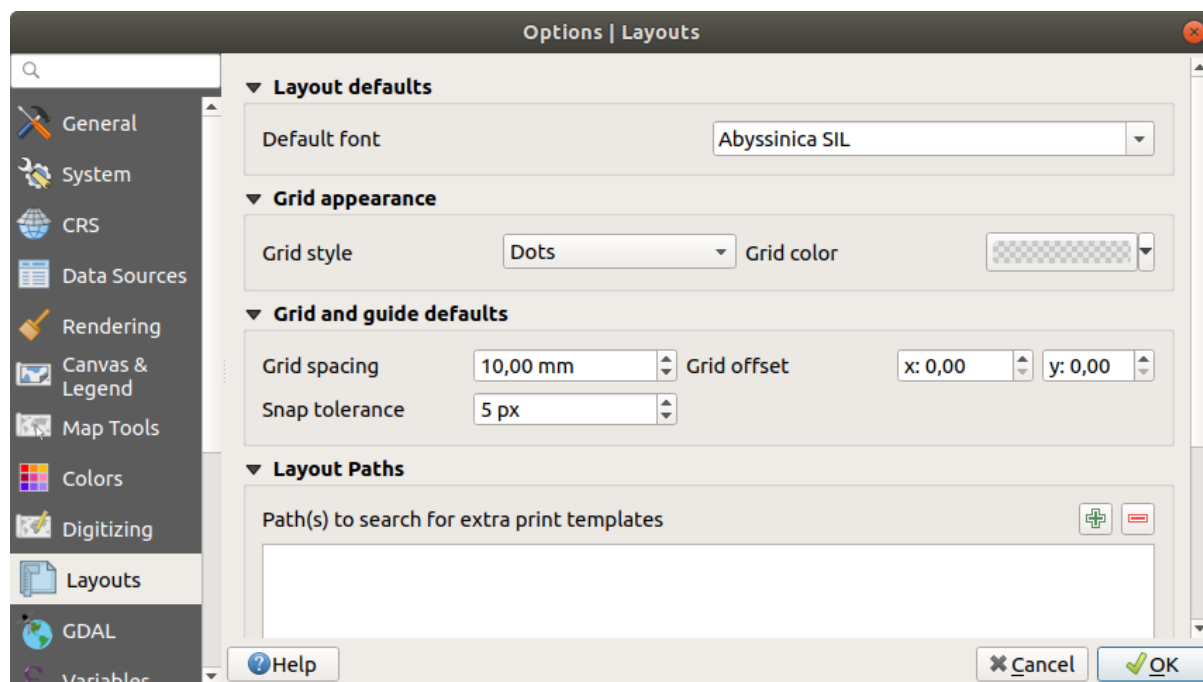 Options | Layouts
General
System
CRS
Data Sources
Rendering
Canvas &
Legend
Map Tools
Colors
Digitizing
Layouts
GDAL
Variables
Layout defaults
Default font
Abyssinica SIL
Grid appearance
Grid style
Dots
Grid color
Grid and guide defaults
Grid spacing
10,00 mm
Grid offset
x: 0,00
y: 0,00
Snap tolerance
5 px
Layout Paths
Path(s) to search for extra print templates
Help
Cancel
OK